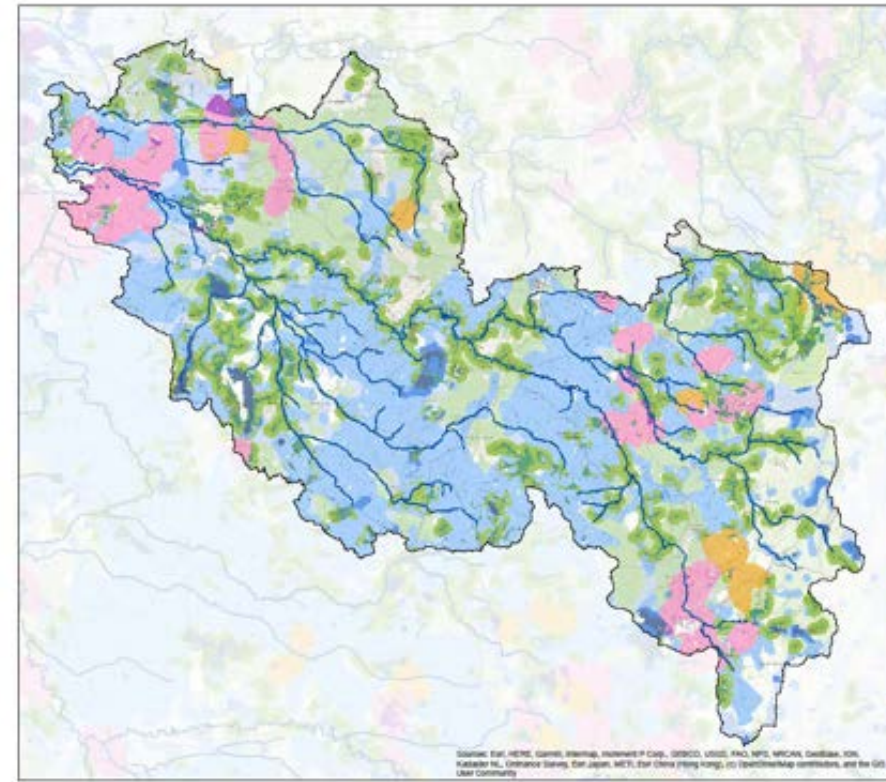 Sources: Esri, HERE, Garmin, Intermap, increment P Corp., GEBCO, USGS, FAO, NPS, NRCAN, GeoBase, IGN,
Kadaster NL, Ordnance Survey, Esri Japan, METI, Esri China (Hong Kong), (c) OpenStreetMap contributors, and the GIS
User Community